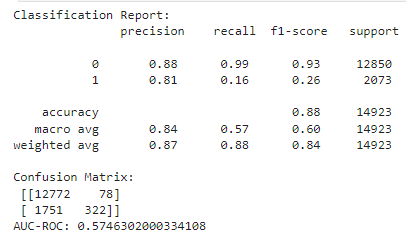 Classification Report:
precision recall f1-score support
0 0.88 0.99 0.93 12850
1 0.81 0.16 0.26 2073
accuracy 0.88 14923
macro avg 0.84 0.57 0.60 14923
weighted avg 0.87 0.88 0.84 14923
Confusion Matrix:
[[12772 78]
[ 1751 322]]
AUC-ROC: 0.5746302000334108